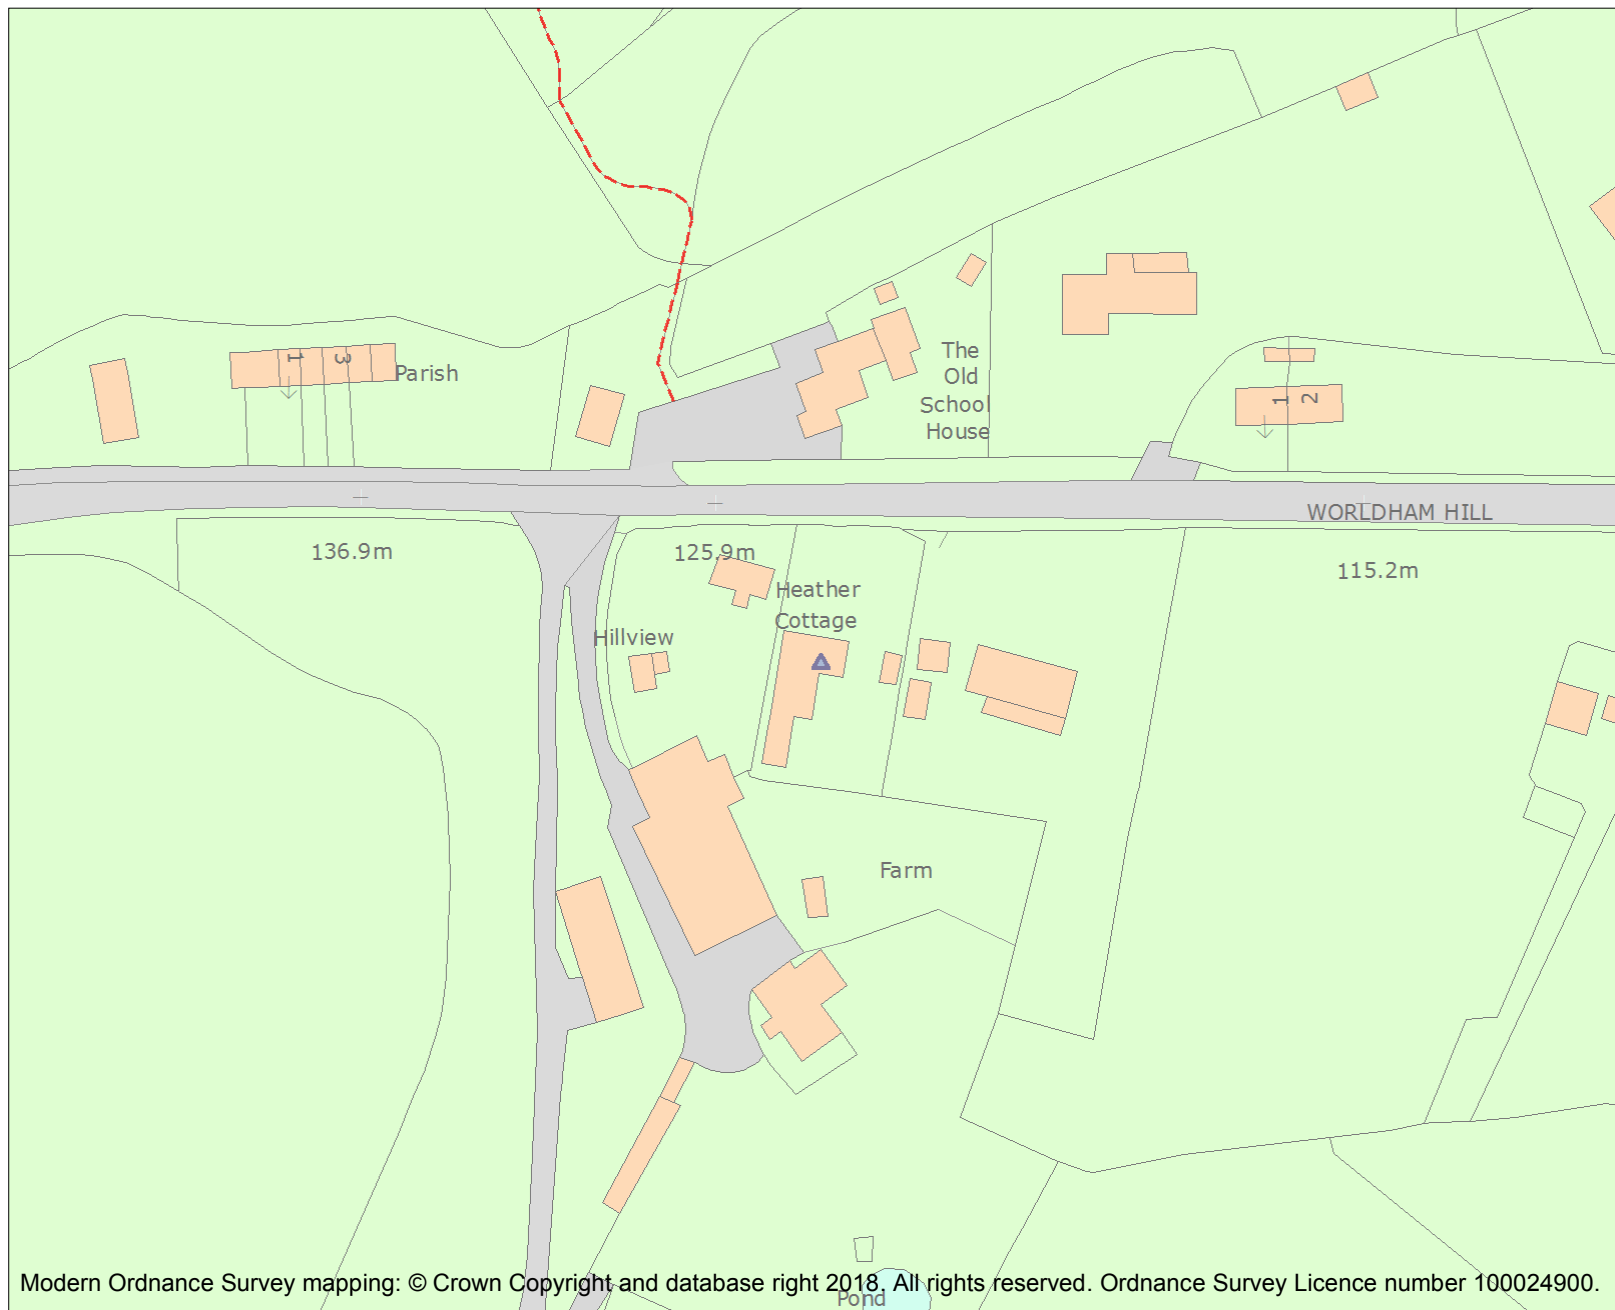 The
Old
School
House
1
3
Parish
1
2
WORLDHAM HILL
136.9m
125.9m
115.2m
Heather
Cottage
Hillview
Farm
Modern Ordnance Survey mapping: © Crown Copyright and database right 2018. All rights reserved. Ordnance Survey Licence number 100024900.
Pond